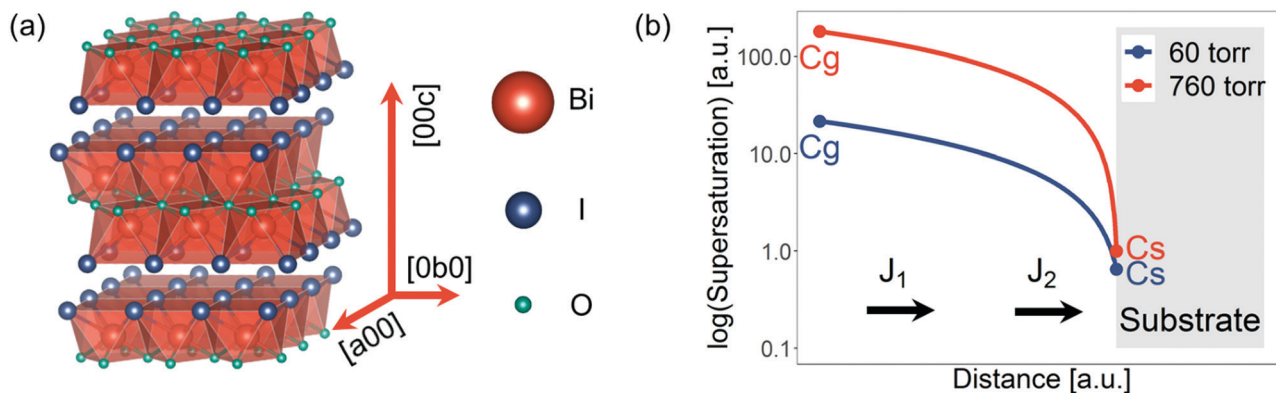 (a)
[00c]
[0b0]
[a00]
Bi
I
O
(b)
log(Supersaturation) [a.u.]
100.0
10.0
1.0
0.1
Cg
Cg
60 torr
760 torr
Cs
Cs
J1
J2
Substrate
Distance [a.u.]